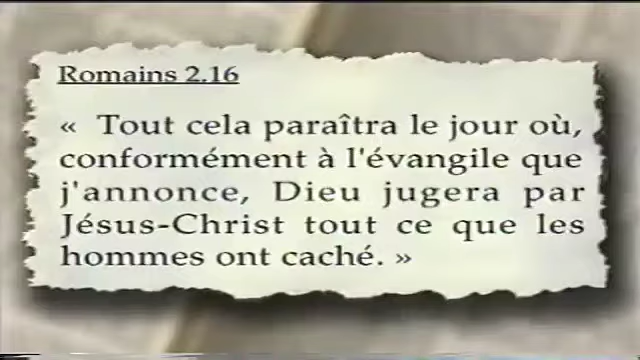 Romains 2.16
« Tout cela paraîtra le jour où,
conformément à l'évangile que
j'annonce, Dieu jugera par
Jésus-Christ tout ce que les
hommes ont caché. »